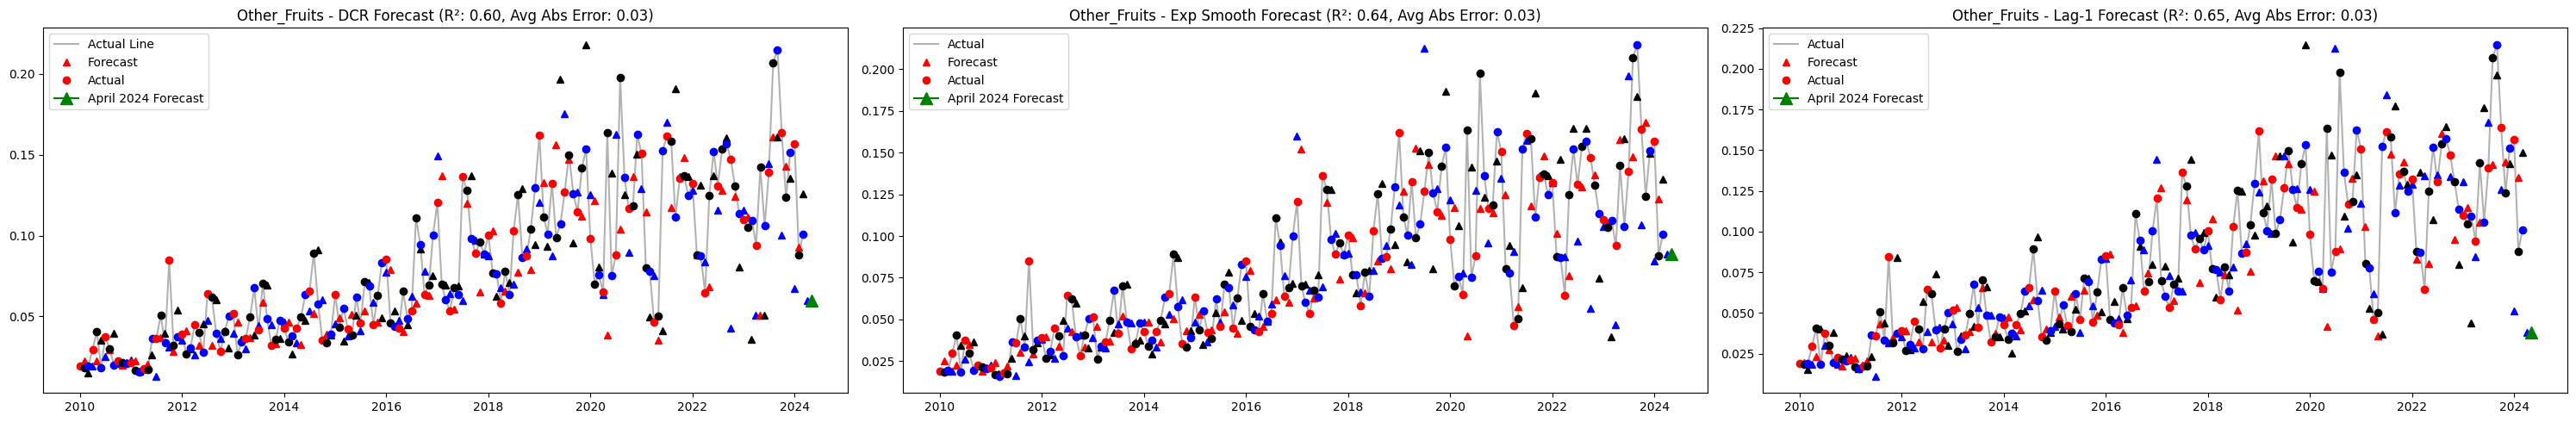 Other_Fruits - DCR Forecast (R²: 0.60, Avg Abs Error: 0.03)
Actual Line
Forecast
Actual
April 2024 Forecast
0.20
0.15
0.10
0.05
2010 2012 2014 2016 2018 2020 2022 2024
Other_Fruits - Exp Smooth Forecast (R²: 0.64, Avg Abs Error: 0.03)
Actual
Forecast
Actual
April 2024 Forecast
0.200
0.175
0.150
0.125
0.100
0.075
0.050
0.025
2010 2012 2014 2016 2018 2020 2022 2024
Other_Fruits - Lag-1 Forecast (R²: 0.65, Avg Abs Error: 0.03)
Actual
Forecast
Actual
April 2024 Forecast
0.225
0.200
0.175
0.150
0.125
0.100
0.075
0.050
0.025
2010 2012 2014 2016 2018 2020 2022 2024